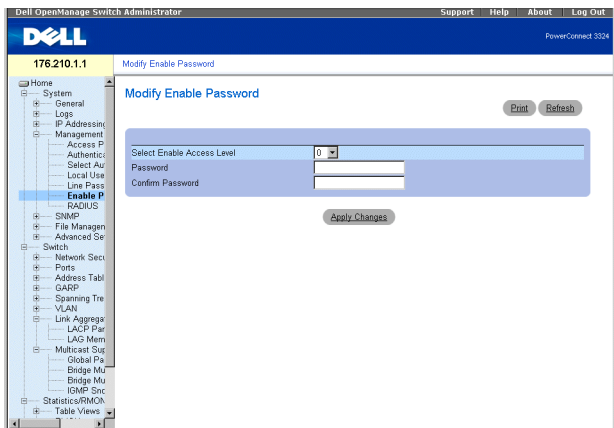 Dell OpenManage Switch Administrator
Support Help About Log Out
DELL
PowerConnect 3324
176.210.1.1
Modify Enable Password
Home
System
General
Logs
IP Addressing
Management
Access P
Authentica
Select Aut
Local Use
Line Pass
Enable P
RADIUS
SNMP
File Managen
Advanced Set
Switch
Network Secu
Ports
Address Tabl
GARP
Spanning Tre
VLAN
Link Aggrega
LACP Par
LAG Mem
Multicast Sup
Global Pa
Bridge Mu
Bridge Mu
IGMP Sno
Statistics/RMON
Table Views
Modify Enable Password
Print Refresh
Select Enable Access Level 0
Password
Confirm Password
Apply Changes